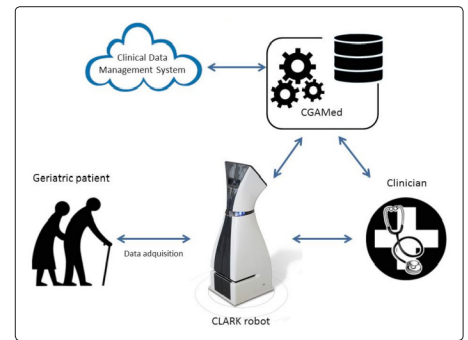 Clinical Data
Management System
CGAMed
Geriatric patient
Clinician
Data adquisition
CLARK robot